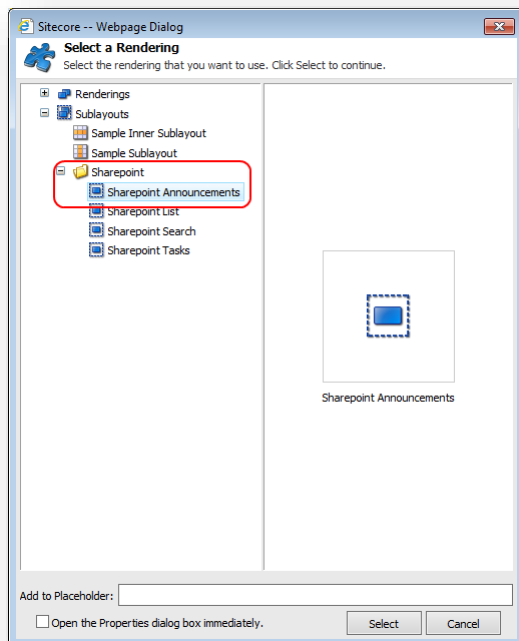 Sitecore -- Webpage Dialog
Select a Rendering
Select the rendering that you want to use. Click Select to continue.
Renderings
Sublayouts
Sample Inner Sublayout
Sample Sublayout
Sharepoint
Sharepoint Announcements
Sharepoint List
Sharepoint Search
Sharepoint Tasks
Sharepoint Announcements
Add to Placeholder:
Open the Properties dialog box immediately.
Select
Cancel